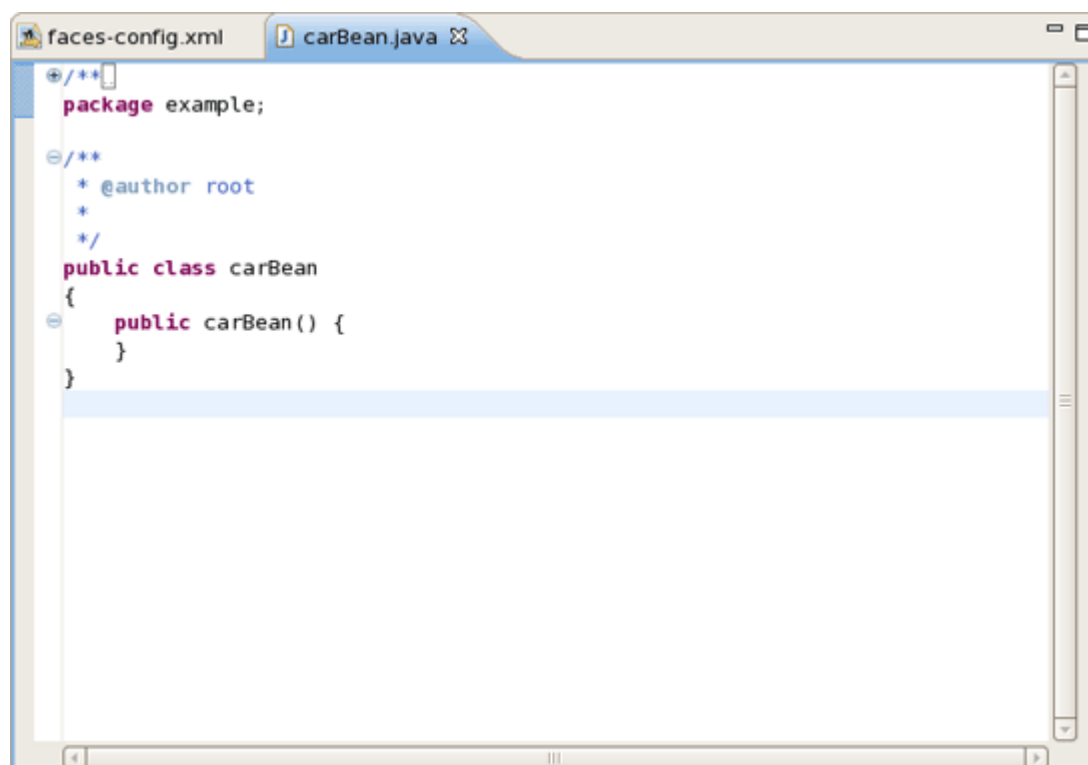 faces-config.xml
carBean.java
/**
package example;
/**
 * @author root
 *
 */
public class carBean
{
    public carBean() {
    }
}